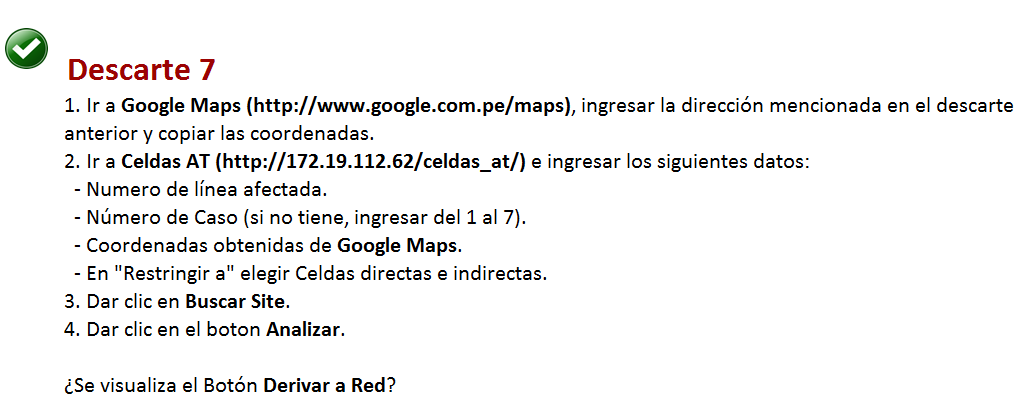 Descarte 7
1. Ir a Google Maps (http://www.google.com.pe/maps), ingresar la dirección mencionada en el descarte
anterior y copiar las coordenadas.
2. Ir a Celdas AT (http://172.19.112.62/celdas_at/) e ingresar los siguientes datos:
- Numero de línea afectada.
- Número de Caso (si no tiene, ingresar del 1 al 7).
- Coordenadas obtenidas de Google Maps.
- En "Restringir a" elegir Celdas directas e indirectas.
3. Dar clic en Buscar Site.
4. Dar clic en el boton Analizar.
¿Se visualiza el Botón Derivar a Red?